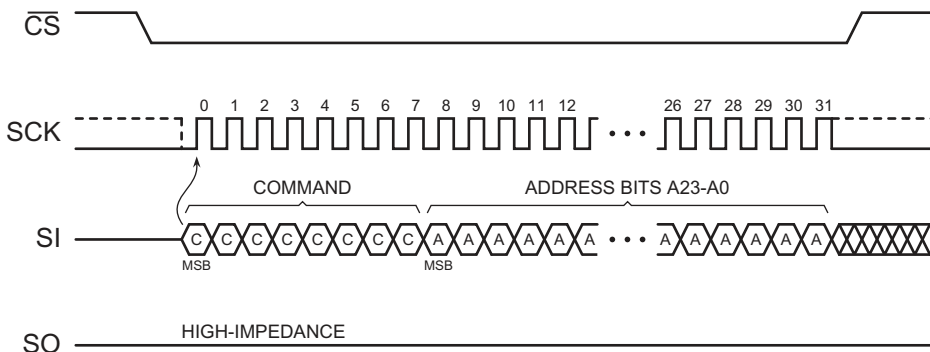 CS
0 1 2 3 4 5 6 7 8 9 10 11 12 26 27 28 29 30 31
SCK
COMMAND ADDRESS BITS A23-A0
SI C C C C C C C C A A A A A A A A A A A A
MSB MSB
HIGH-IMPEDANCE
SO